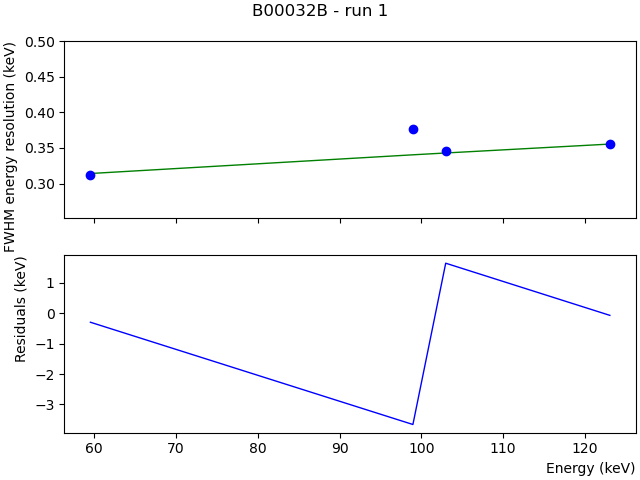 B00032B - run 1
FWHM energy resolution (keV)
0.50
0.45
0.40
0.35
0.30
Residuals (keV)
1
0
−1
−2
−3
60 70 80 90 100 110 120
Energy (keV)